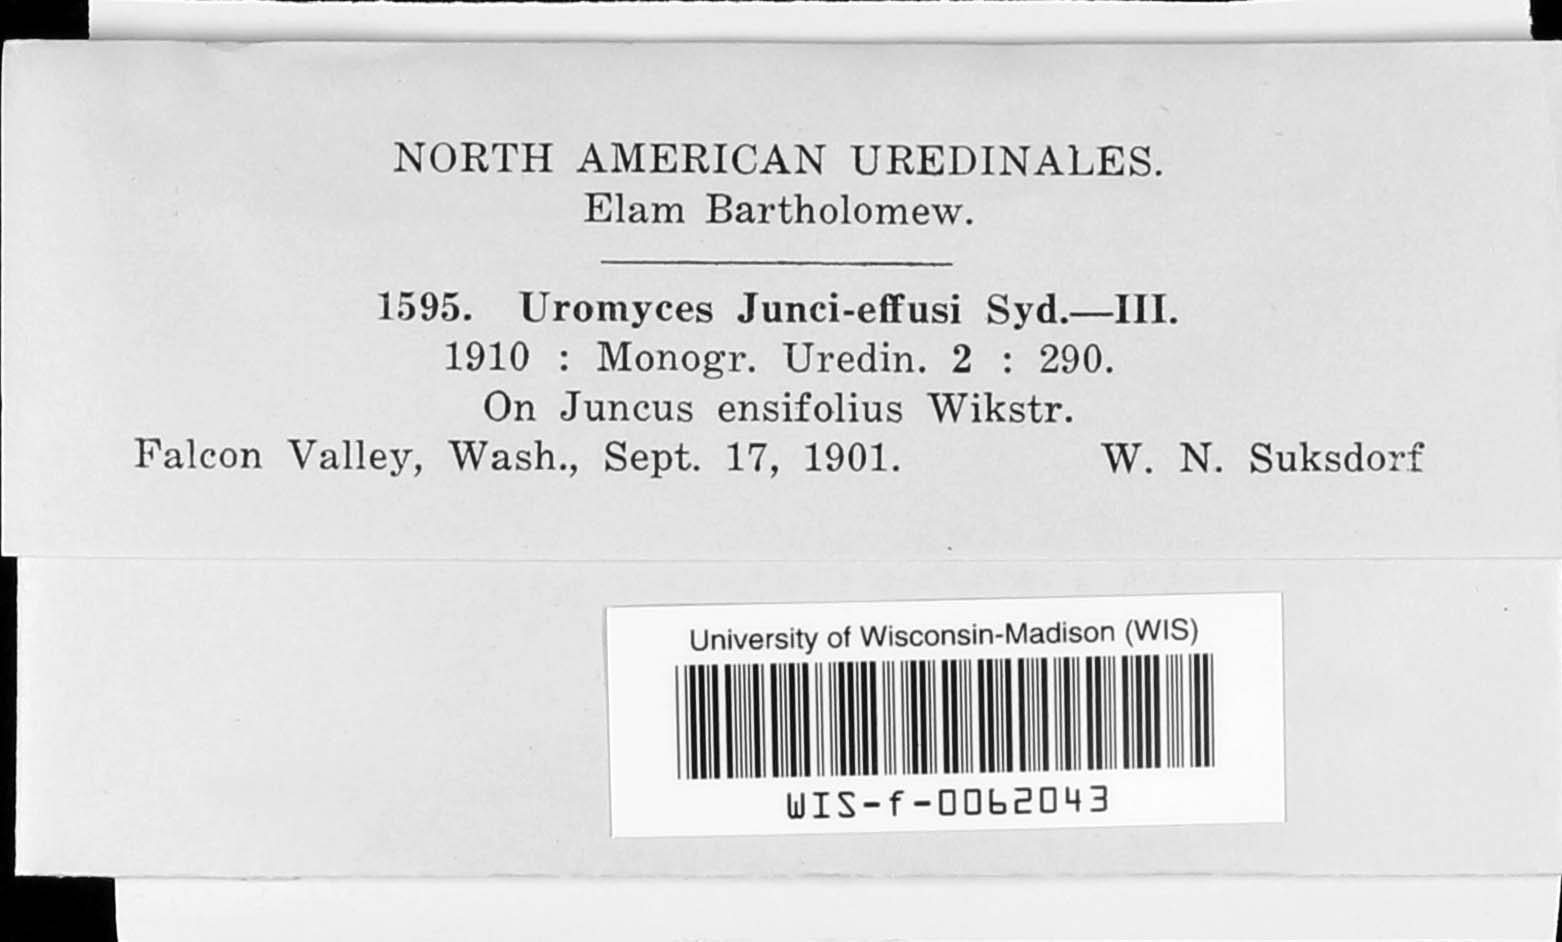 NORTH AMERICAN UREDINALES.
Elam Bartholomew.
1595. Uromyces Junci-effusi Syd.—III.
1910 : Monogr. Uredin. 2 : 290.
On Juncus ensifolius Wikstr.
Falcon Valley, Wash., Sept. 17, 1901. W. N. Suksdorf
University of Wisconsin-Madison (WIS)
WIS-f-0062043